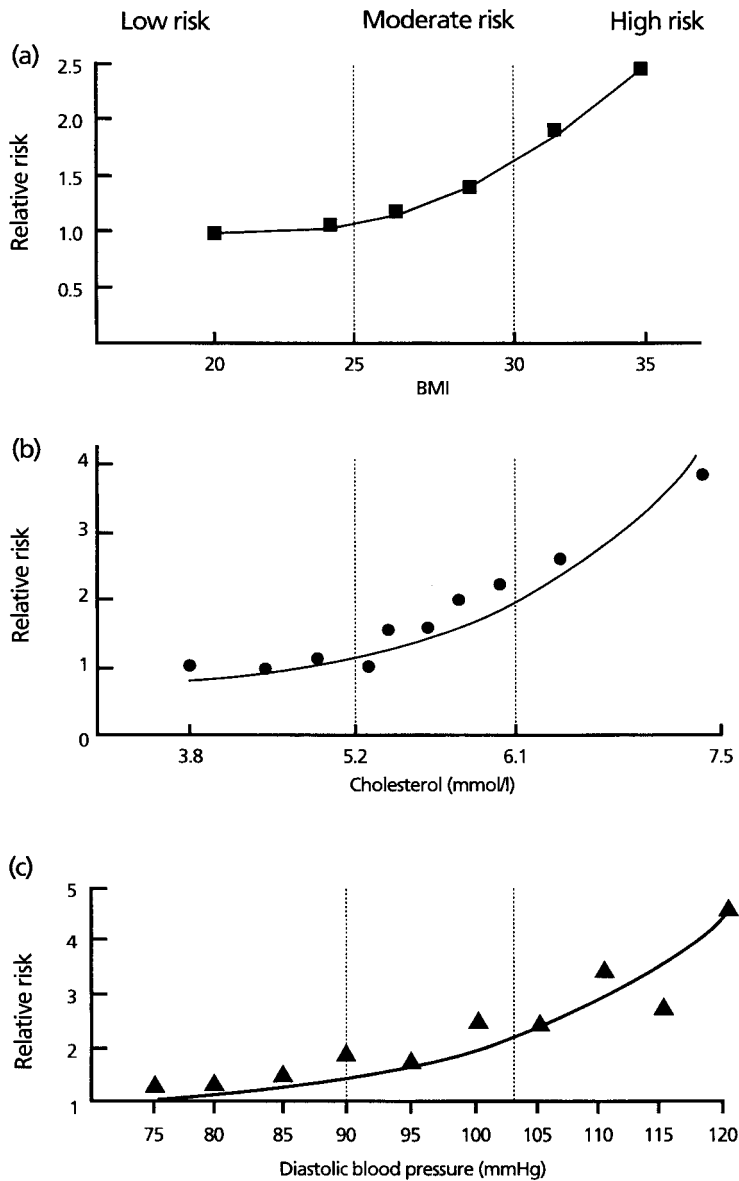 Low risk Moderate risk High risk
(a)
Relative risk
2.5
2.0
1.5
1.0
0.5
20 25 30 35
BMI
(b)
Relative risk
4
3
2
1
0
3.8 5.2 6.1 7.5
Cholesterol (mmol/l)
(c)
Relative risk
5
4
3
2
1
75 80 85 90 95 100 105 110 115 120
Diastolic blood pressure (mmHg)